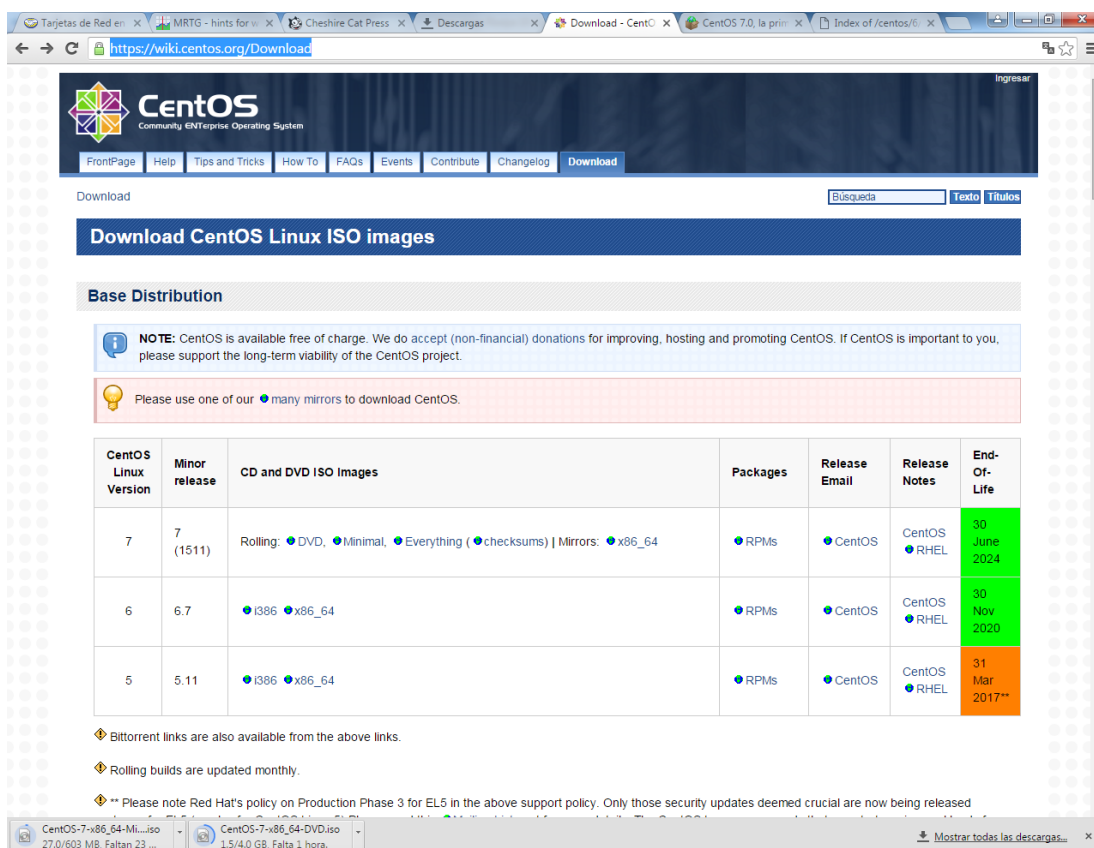 Tarjetas de Red en
MRTG - hints for w
Cheshire Cat Press
Descargas
Download - CentO
CentOS 7.0, la prim
Index of /centos/6.
https://wiki.centos.org/Download
Ingresar
CentOS
Community ENTerprise Operating System
FrontPage Help Tips and Tricks How To FAQs Events Contribute Changelog Download
Download
Búsqueda Texto Títulos
Download CentOS Linux ISO images
Base Distribution
NOTE: CentOS is available free of charge. We do accept (non-financial) donations for improving, hosting and promoting CentOS. If CentOS is important to you,
please support the long-term viability of the CentOS project.
Please use one of our many mirrors to download CentOS.
CentOS Linux Version
Minor release
CD and DVD ISO Images
Packages
Release Email
Release Notes
End-Of-Life
7
7 (1511)
Rolling: DVD, Minimal, Everything ( checksums) | Mirrors: x86_64
RPMs
CentOS
CentOS RHEL
30 June 2024
6
6.7
i386 x86_64
RPMs
CentOS
CentOS RHEL
30 Nov 2020
5
5.11
i386 x86_64
RPMs
CentOS
CentOS RHEL
31 Mar 2017**
Bittorrent links are also available from the above links.
Rolling builds are updated monthly.
** Please note Red Hat's policy on Production Phase 3 for EL5 in the above support policy. Only those security updates deemed crucial are now being released
CentOS-7-x86_64-Mi....iso
27.0/603 MB. Faltan 23 ...
CentOS-7-x86_64-DVD.iso
1.5/4.0 GB. Falta 1 hora.
Mostrar todas las descargas...